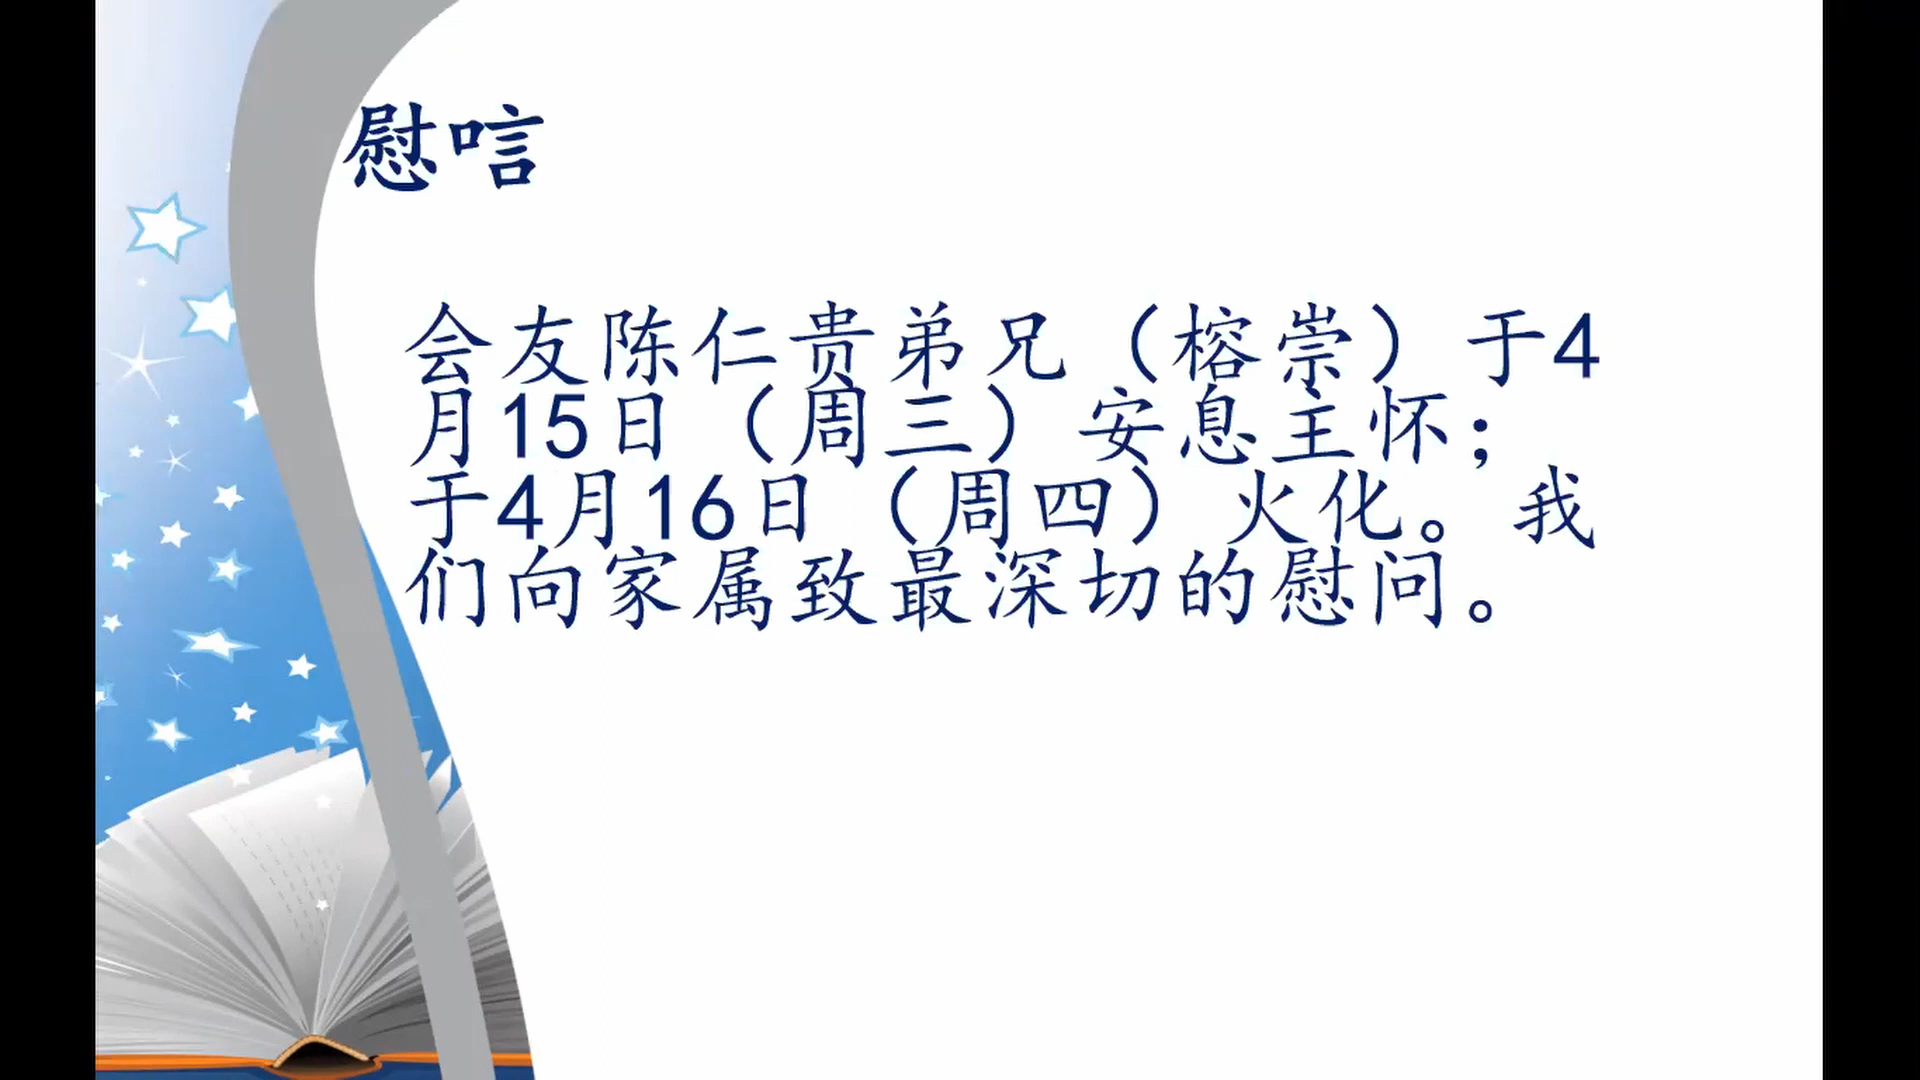 慰唁
会友陈仁贵弟兄（榕崇）于4
月15日（周三）安息主怀；
于4月16日（周四）火化。我
们向家属致最深切的慰问。